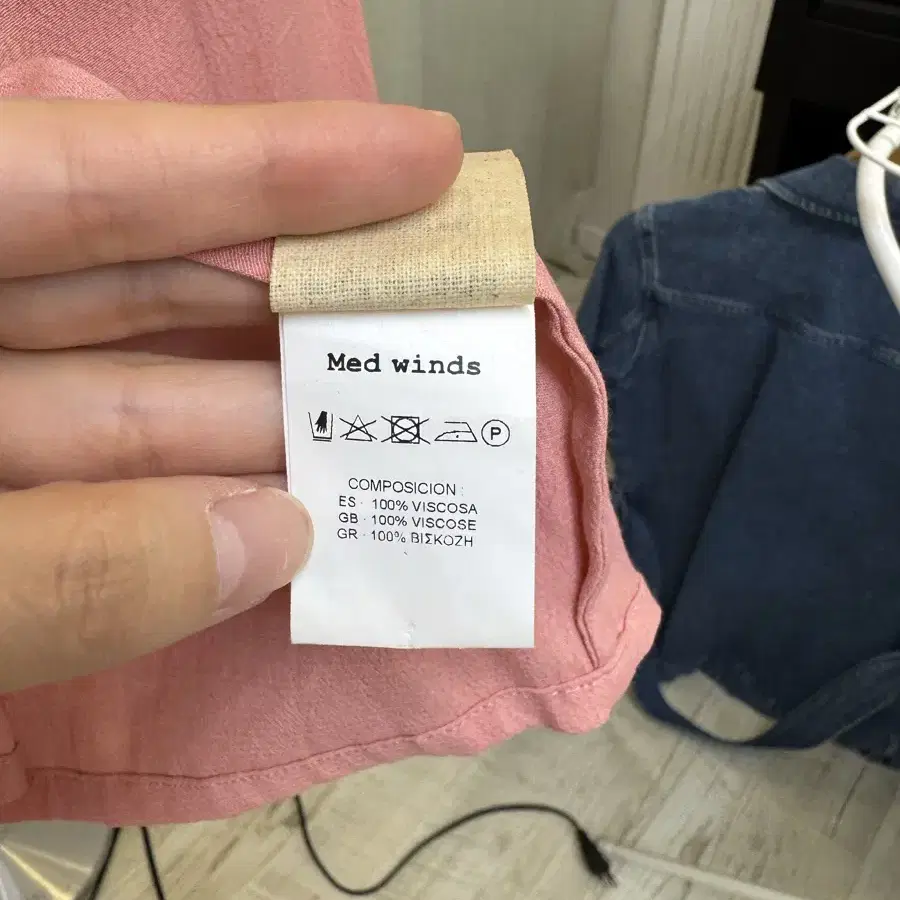 Med winds
P
COMPOSICION :
ES · 100% VISCOSA
GB · 100% VISCOSE
GR · 100% ΒΙΣΚΟΖΗ